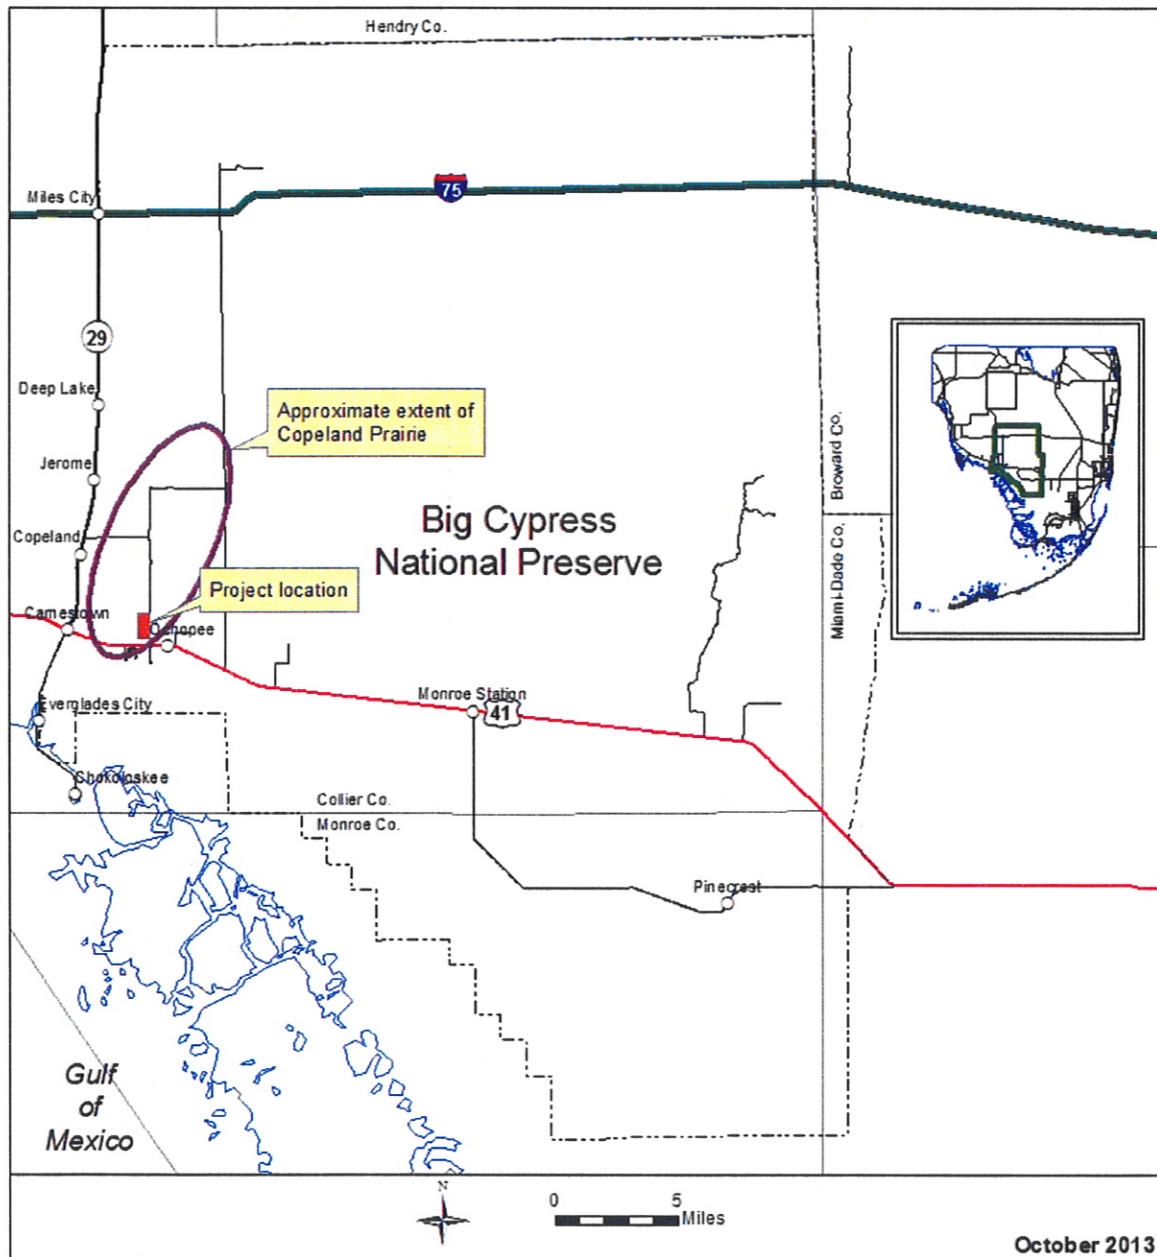 Hendry Co.
75
Miles City
29
Deep Lake
Approximate extent of
Copeland Prairie
Jerome
Broward Co.
Big Cypress
National Preserve
Copeland
Project location
Miami-Dade Co.
Carnestown
Ochopee
Monroe Station
41
Everglades City
Chokoloskee
Collier Co.
Monroe Co.
Pinecrest
Gulf
of
Mexico
N
0 5
Miles
October 2013